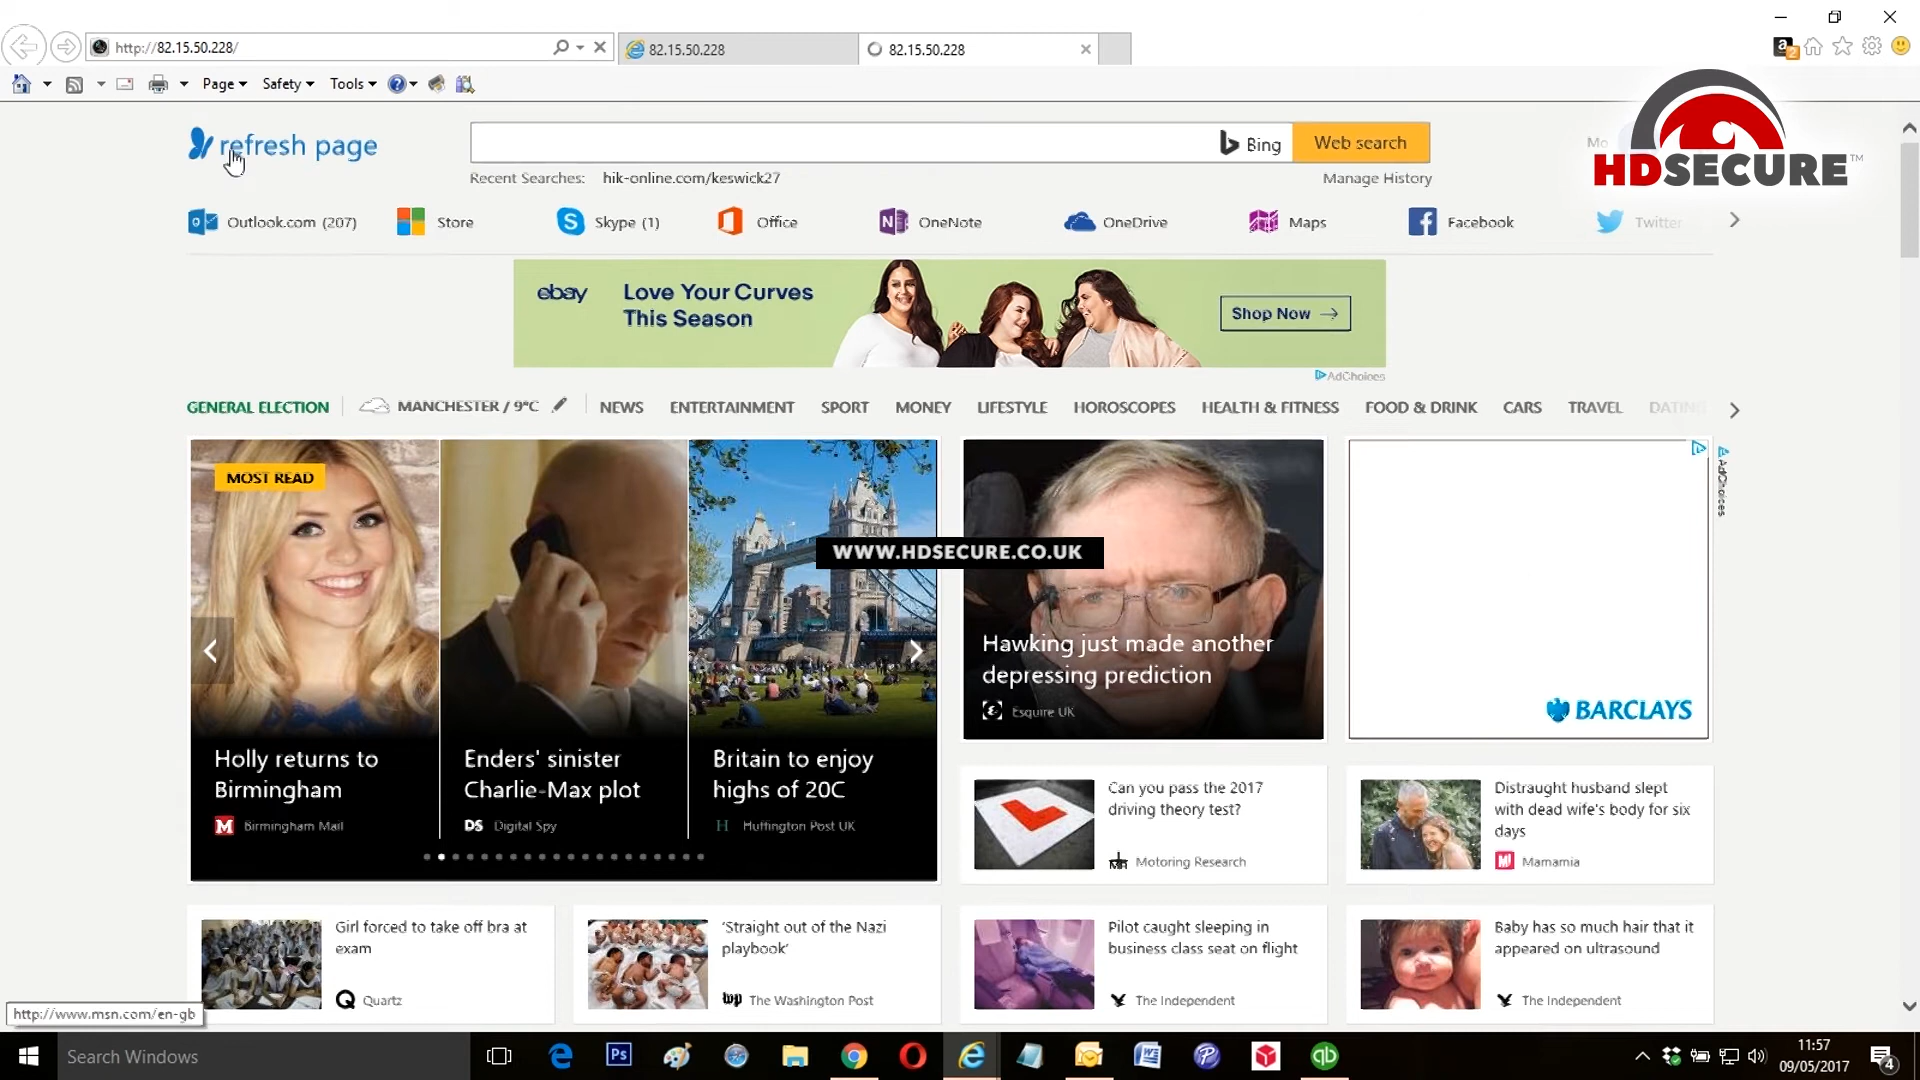 http://82.15.50.228/
82.15.50.228
82.15.50.228
Page
Safety
Tools
refresh page
Bing
Web search
HDSECURE™
Recent Searches:
hik-online.com/keswick27
Manage History
Outlook.com (207)
Store
Skype (1)
Office
OneNote
OneDrive
Maps
Facebook
Twitter
ebay
Love Your Curves
This Season
Shop Now
AdChoices
GENERAL ELECTION
MANCHESTER / 9°C
NEWS
ENTERTAINMENT
SPORT
MONEY
LIFESTYLE
HOROSCOPES
HEALTH & FITNESS
FOOD & DRINK
CARS
TRAVEL
MOST READ
AdChoices
WWW.HDSECURE.CO.UK
Holly returns to
Birmingham
Birmingham Mail
Enders' sinister
Charlie-Max plot
DS Digital Spy
Britain to enjoy
highs of 20C
H Huffington Post UK
Hawking just made another
depressing prediction
Esquire UK
BARCLAYS
Can you pass the 2017
driving theory test?
Motoring Research
Distraught husband slept
with dead wife's body for six
days
Mamamia
Girl forced to take off bra at
exam
Quartz
'Straight out of the Nazi
playbook'
wp The Washington Post
Pilot caught sleeping in
business class seat on flight
The Independent
Baby has so much hair that it
appeared on ultrasound
The Independent
http://www.msn.com/en-gb
Search Windows
Ps
11:57
09/05/2017
4